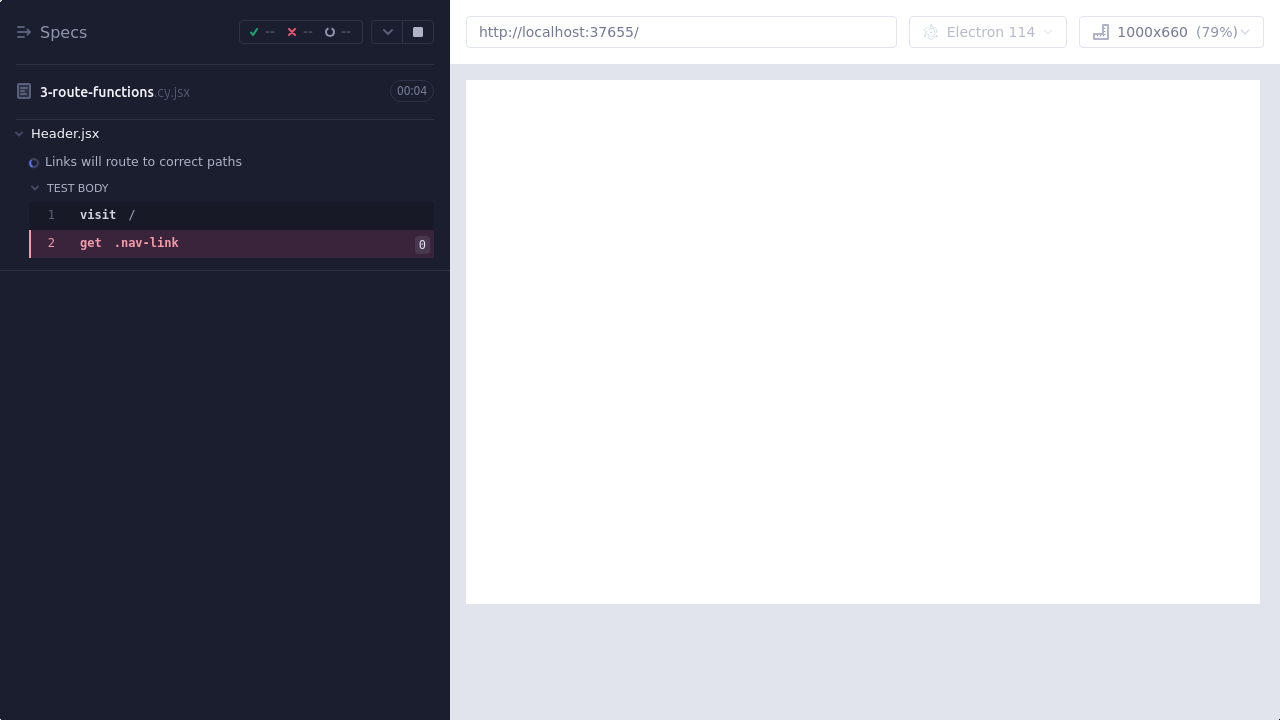 Specs
--
--
--
http://localhost:37655/
Electron 114
1000x660 (79%)
3-route-functions.cy.jsx
00:04
Header.jsx
Links will route to correct paths
TEST BODY
1 visit /
2 get .nav-link 0